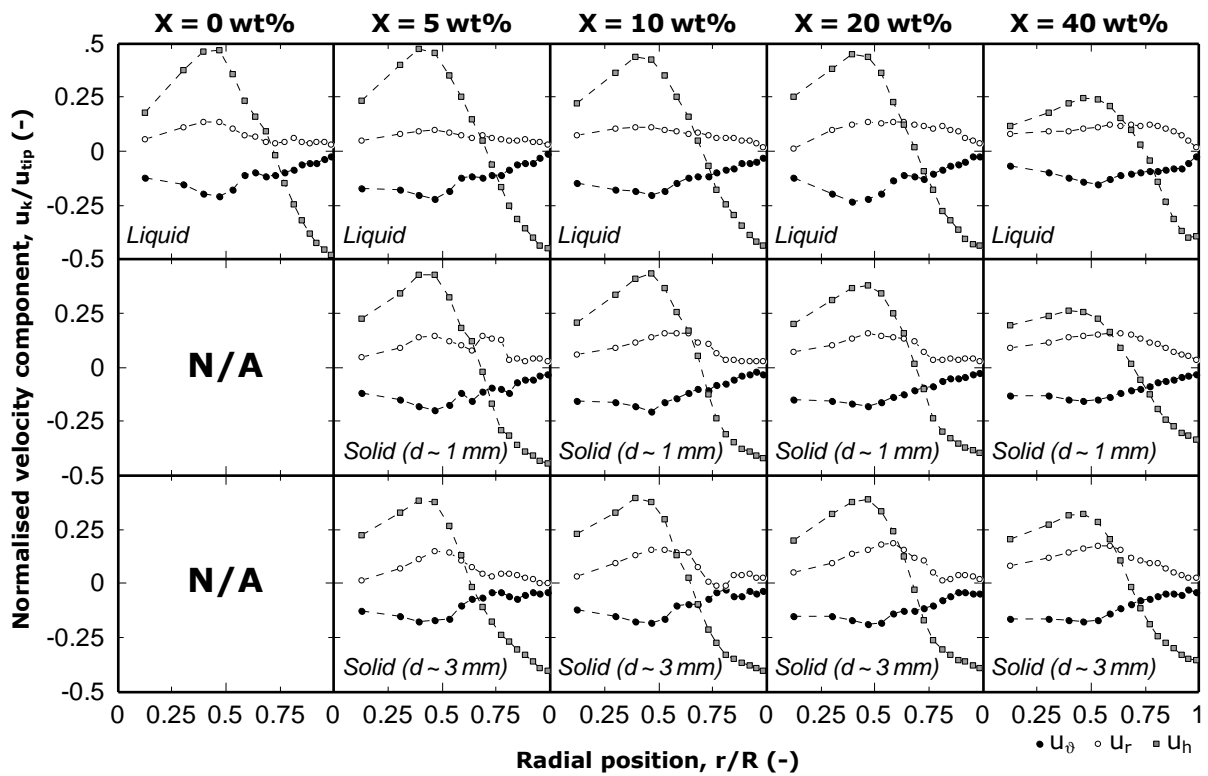 X = 0 wt% X = 5 wt% X = 10 wt% X = 20 wt% X = 40 wt%
Normalised velocity component, u_k/u_tip (-)
.5
0.25
0
-0.25
-0.5
Liquid Liquid Liquid Liquid Liquid
0.25
0
-0.25
-0.5
N/A
Solid (d ~ 1 mm) Solid (d ~ 1 mm) Solid (d ~ 1 mm) Solid (d ~ 1 mm)
0.25
0
-0.25
-0.5
N/A
Solid (d ~ 3 mm) Solid (d ~ 3 mm) Solid (d ~ 3 mm) Solid (d ~ 3 mm)
0 0.25 0.5 0.75 0 0.25 0.5 0.75 0 0.25 0.5 0.75 0 0.25 0.5 0.75 0 0.25 0.5 0.75 1
u_ϑ u_r u_h
Radial position, r/R (-)